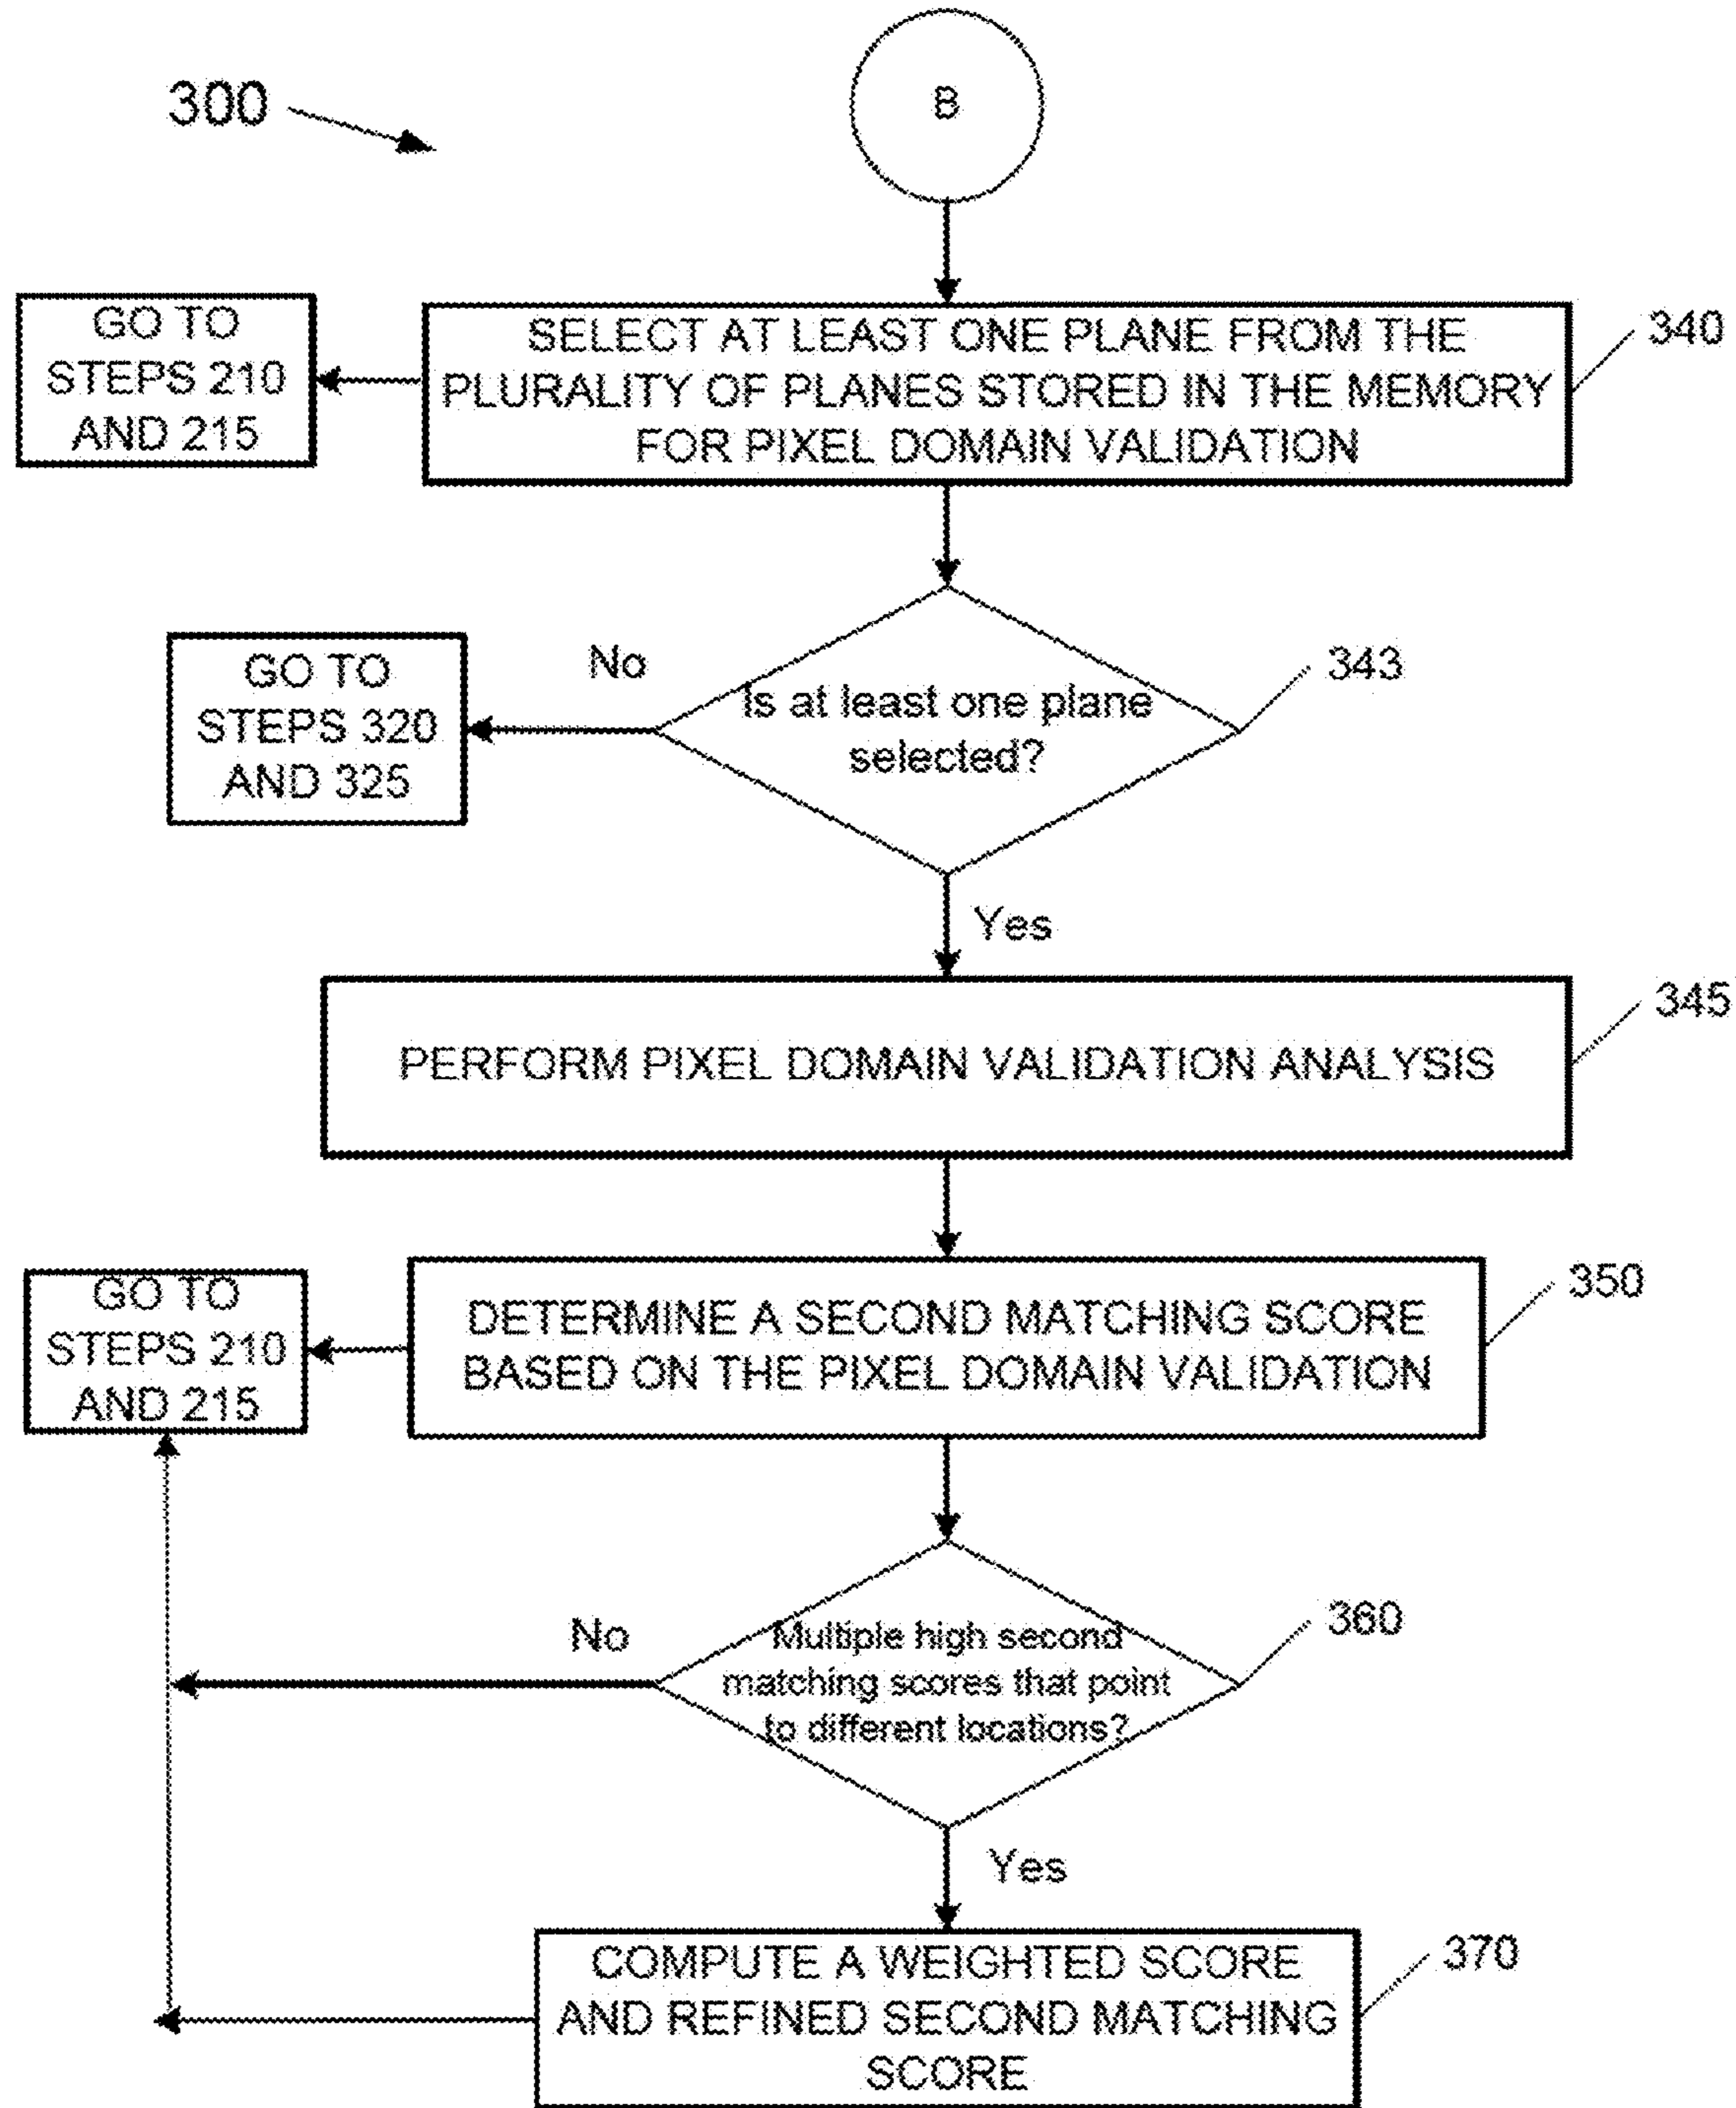 300
B
GO TO
STEPS 210
AND 215
SELECT AT LEAST ONE PLANE FROM THE
PLURALITY OF PLANES STORED IN THE MEMORY
FOR PIXEL DOMAIN VALIDATION
340
GO TO
STEPS 320
AND 325
No
Is at least one plane
selected?
343
Yes
PERFORM PIXEL DOMAIN VALIDATION ANALYSIS
345
GO TO
STEPS 210
AND 215
DETERMINE A SECOND MATCHING SCORE
BASED ON THE PIXEL DOMAIN VALIDATION
350
No
Multiple high second
matching scores that point
to different locations?
360
Yes
COMPUTE A WEIGHTED SCORE
AND REFINED SECOND MATCHING
SCORE
370